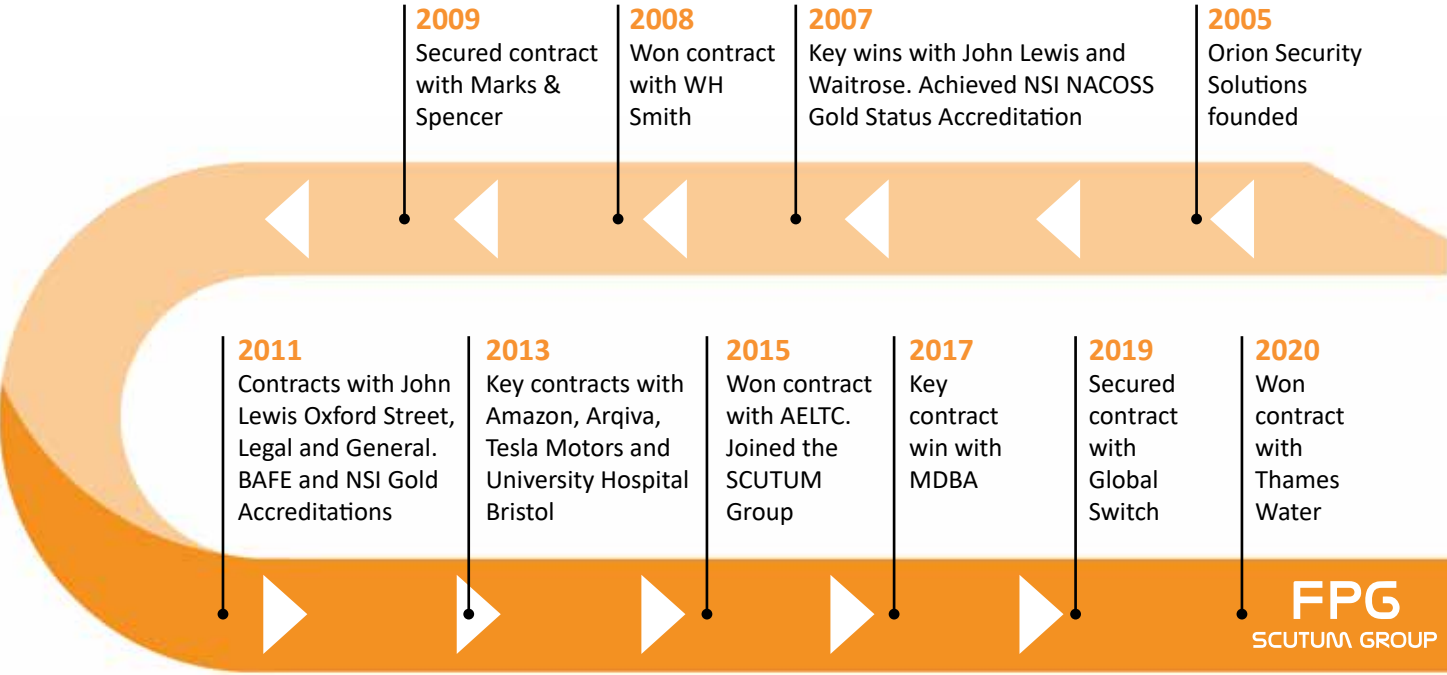 2009
Secured contract
with Marks &
Spencer
2008
Won contract
with WH
Smith
2007
Key wins with John Lewis and
Waitrose. Achieved NSI NACOSS
Gold Status Accreditation
2005
Orion Security
Solutions
founded
2011
Contracts with John
Lewis Oxford Street,
Legal and General.
BAFE and NSI Gold
Accreditations
2013
Key contracts with
Amazon, Arqiva,
Tesla Motors and
University Hospital
Bristol
2015
Won contract
with AELTC.
Joined the
SCUTUM
Group
2017
Key
contract
win with
MDBA
2019
Secured
contract
with
Global
Switch
2020
Won
contract
with
Thames
Water
FPG
SCUTUM GROUP